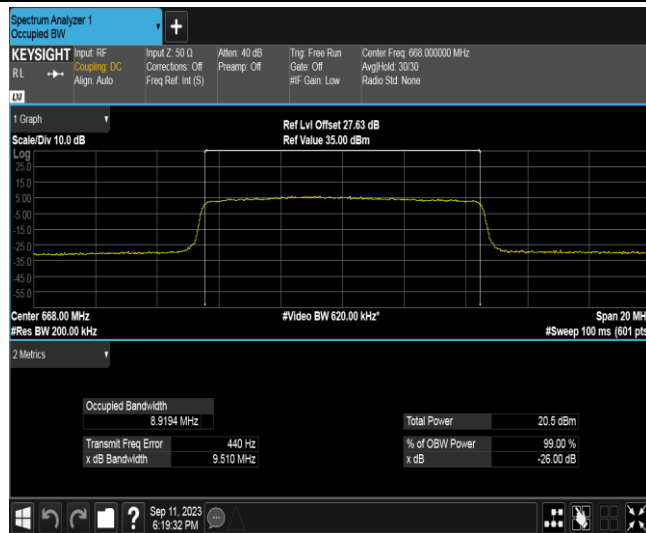 Spectrum Analyzer 1
Occupied BW
+
KEYSIGHT
RL
Input: RF
Coupling: DC
Align: Auto
Input Z: 50 Ω
Corrections: Off
Freq Ref: Int (S)
Atten: 40 dB
Preamp: Off
Trig: Free Run
Gate: Off
#IF Gain: Low
Center Freq: 668.000000 MHz
Avg|Hold: 30/30
Radio Std: None
1 Graph
Scale/Div 10.0 dB
Ref Lvl Offset 27.63 dB
Ref Value 35.00 dBm
Log
25.0
15.0
5.00
-5.00
-15.0
-25.0
-35.0
-45.0
-55.0
Center 668.00 MHz
#Video BW 620.00 kHz*
Span 20 MH
#Res BW 200.00 kHz
#Sweep 100 ms (601 pts
2 Metrics
Occupied Bandwidth
8.9194 MHz
Total Power 20.5 dBm
Transmit Freq Error 440 Hz
% of OBW Power 99.00 %
x dB Bandwidth 9.510 MHz
x dB -26.00 dB
?
Sep 11, 2023
6:19:32 PM